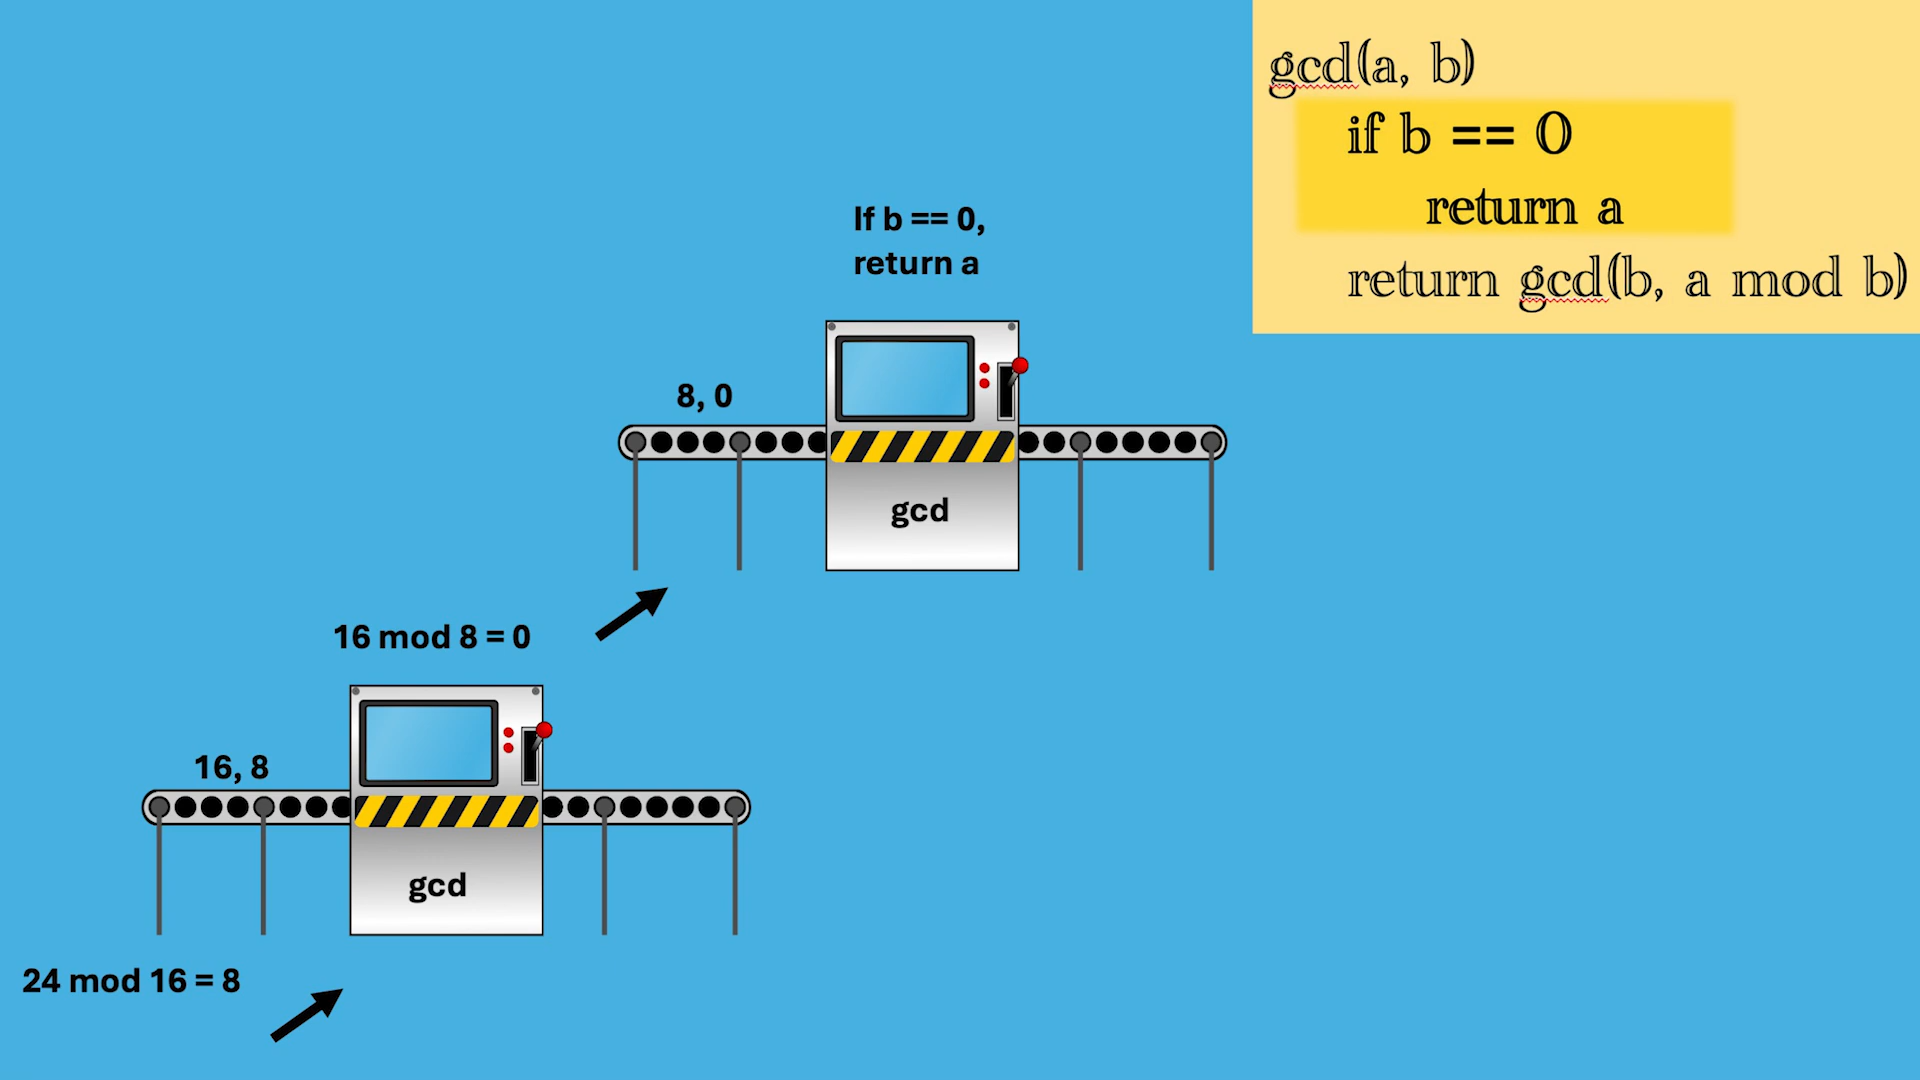 gcd(a, b)
if b == 0
return a
return gcd(b, a mod b)
If b == 0,
return a
8, 0
gcd
16 mod 8 = 0
16, 8
gcd
24 mod 16 = 8